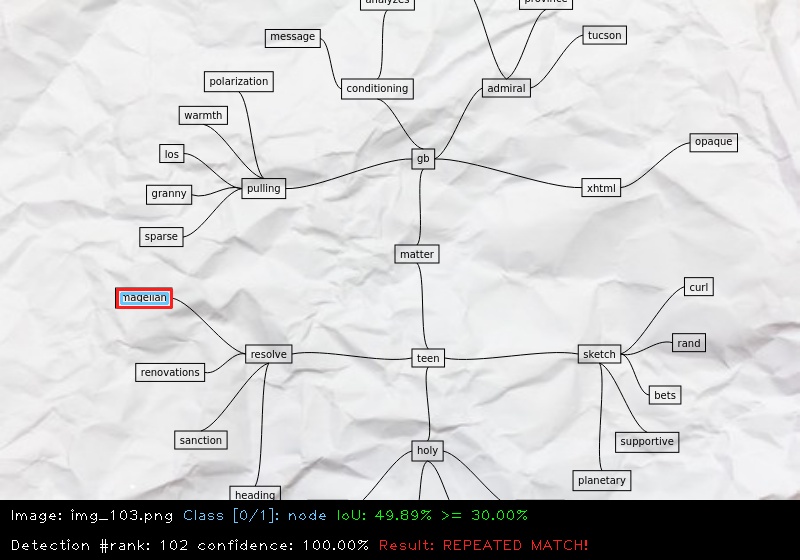 analyzes
province
message
tucson
polarization
conditioning
admiral
warmth
los
gb
opaque
granny
pulling
xhtml
sparse
matter
magellan
curl
rand
resolve
teen
sketch
renovations
bets
sanction
supportive
holy
planetary
heading
Image: img_103.png Class [0/1]: node IoU: 49.89% >= 30.00%
Detection #rank: 102 confidence: 100.00% Result: REPEATED MATCH!